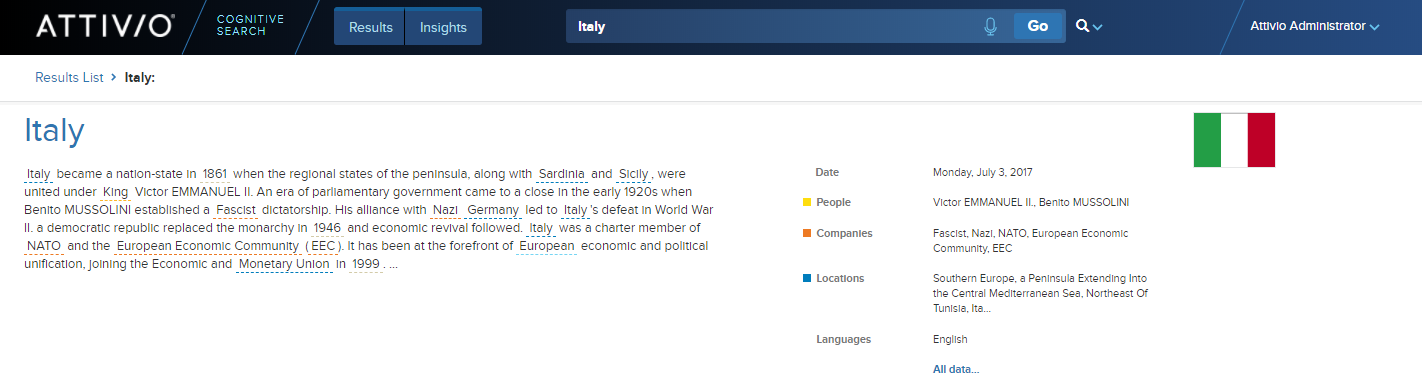 ATTIVIO®
COGNITIVE
SEARCH
Results
Insights
Italy
Go
Attivio Administrator
Results List > Italy:
Italy
Italy became a nation-state in 1861 when the regional states of the peninsula, along with Sardinia and Sicily, were
united under King Victor EMMANUEL II. An era of parliamentary government came to a close in the early 1920s when
Benito MUSSOLINI established a Fascist dictatorship. His alliance with Nazi Germany led to Italy's defeat in World War
II. a democratic republic replaced the monarchy in 1946 and economic revival followed. Italy was a charter member of
NATO and the European Economic Community (EEC). It has been at the forefront of European economic and political
unification, joining the Economic and Monetary Union in 1999. ...
Date Monday, July 3, 2017
People Victor EMMANUEL II., Benito MUSSOLINI
Companies Fascist, Nazi, NATO, European Economic
Community, EEC
Locations Southern Europe, a Peninsula Extending Into
the Central Mediterranean Sea, Northeast Of
Tunisia, Ita...
Languages English
All data...